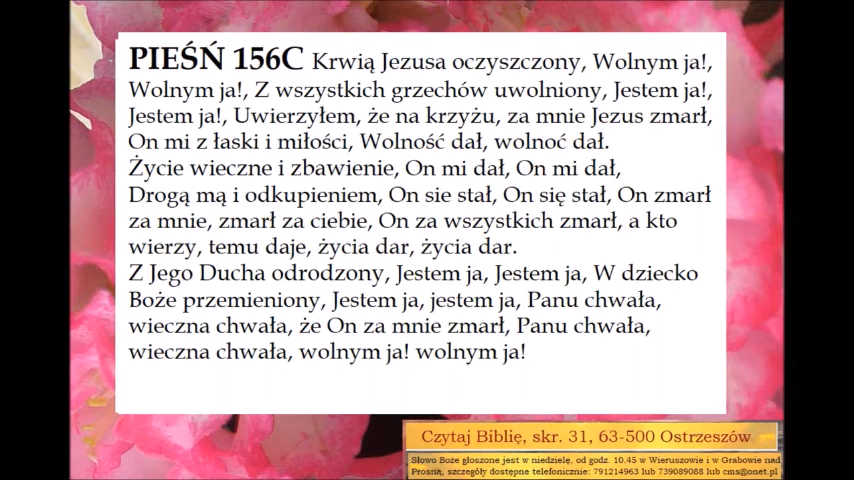 PIEŚŃ 156C Krwią Jezusa oczyszczony, Wolnym ja!,
Wolnym ja!, Z wszystkich grzechów uwolniony, Jestem ja!,
Jestem ja!, Uwierzyłem, że na krzyżu, za mnie Jezus zmarł,
On mi z łaski i miłości, Wolność dał, wolnoć dał.
Życie wieczne i zbawienie, On mi dał, On mi dał,
Drogą mą i odkupieniem, On sie stał, On się stał, On zmarł
za mnie, zmarł za ciebie, On za wszystkich zmarł, a kto
wierzy, temu daje, życia dar, życia dar.
Z Jego Ducha odrodzony, Jestem ja, Jestem ja, W dziecko
Boże przemieniony, Jestem ja, jestem ja, Panu chwała,
wieczna chwała, że On za mnie zmarł, Panu chwała,
wieczna chwała, wolnym ja! wolnym ja!
Czytaj Biblię, skr. 31, 63-500 Ostrzeszów
Słowo Boże głoszone jest w niedzielę, od godz. 10.45 w Wieruszowie i w Grabowie nad
Prosną, szczegóły dostępne telefonicznie: 791214963 lub 739089088 lub cms@onet.pl